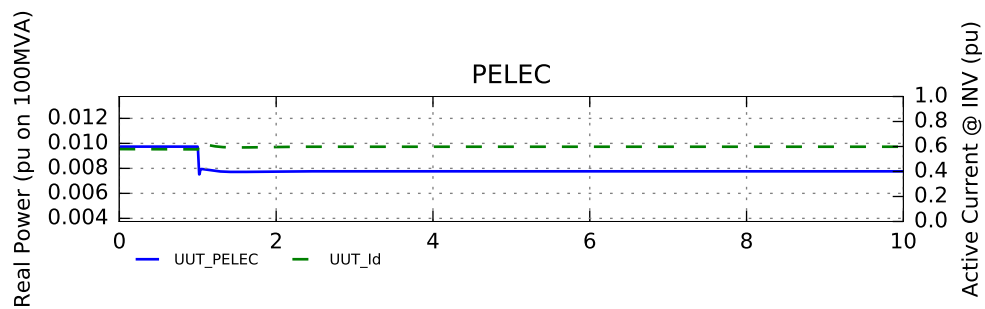 PELEC
Real Power (pu on 100MVA)
0.012
0.010
0.008
0.006
0.004
1.0
0.8
0.6
0.4
0.2
0.0
Active Current @ INV (pu)
0 2 4 6 8 10
UUT_PELEC UUT_Id